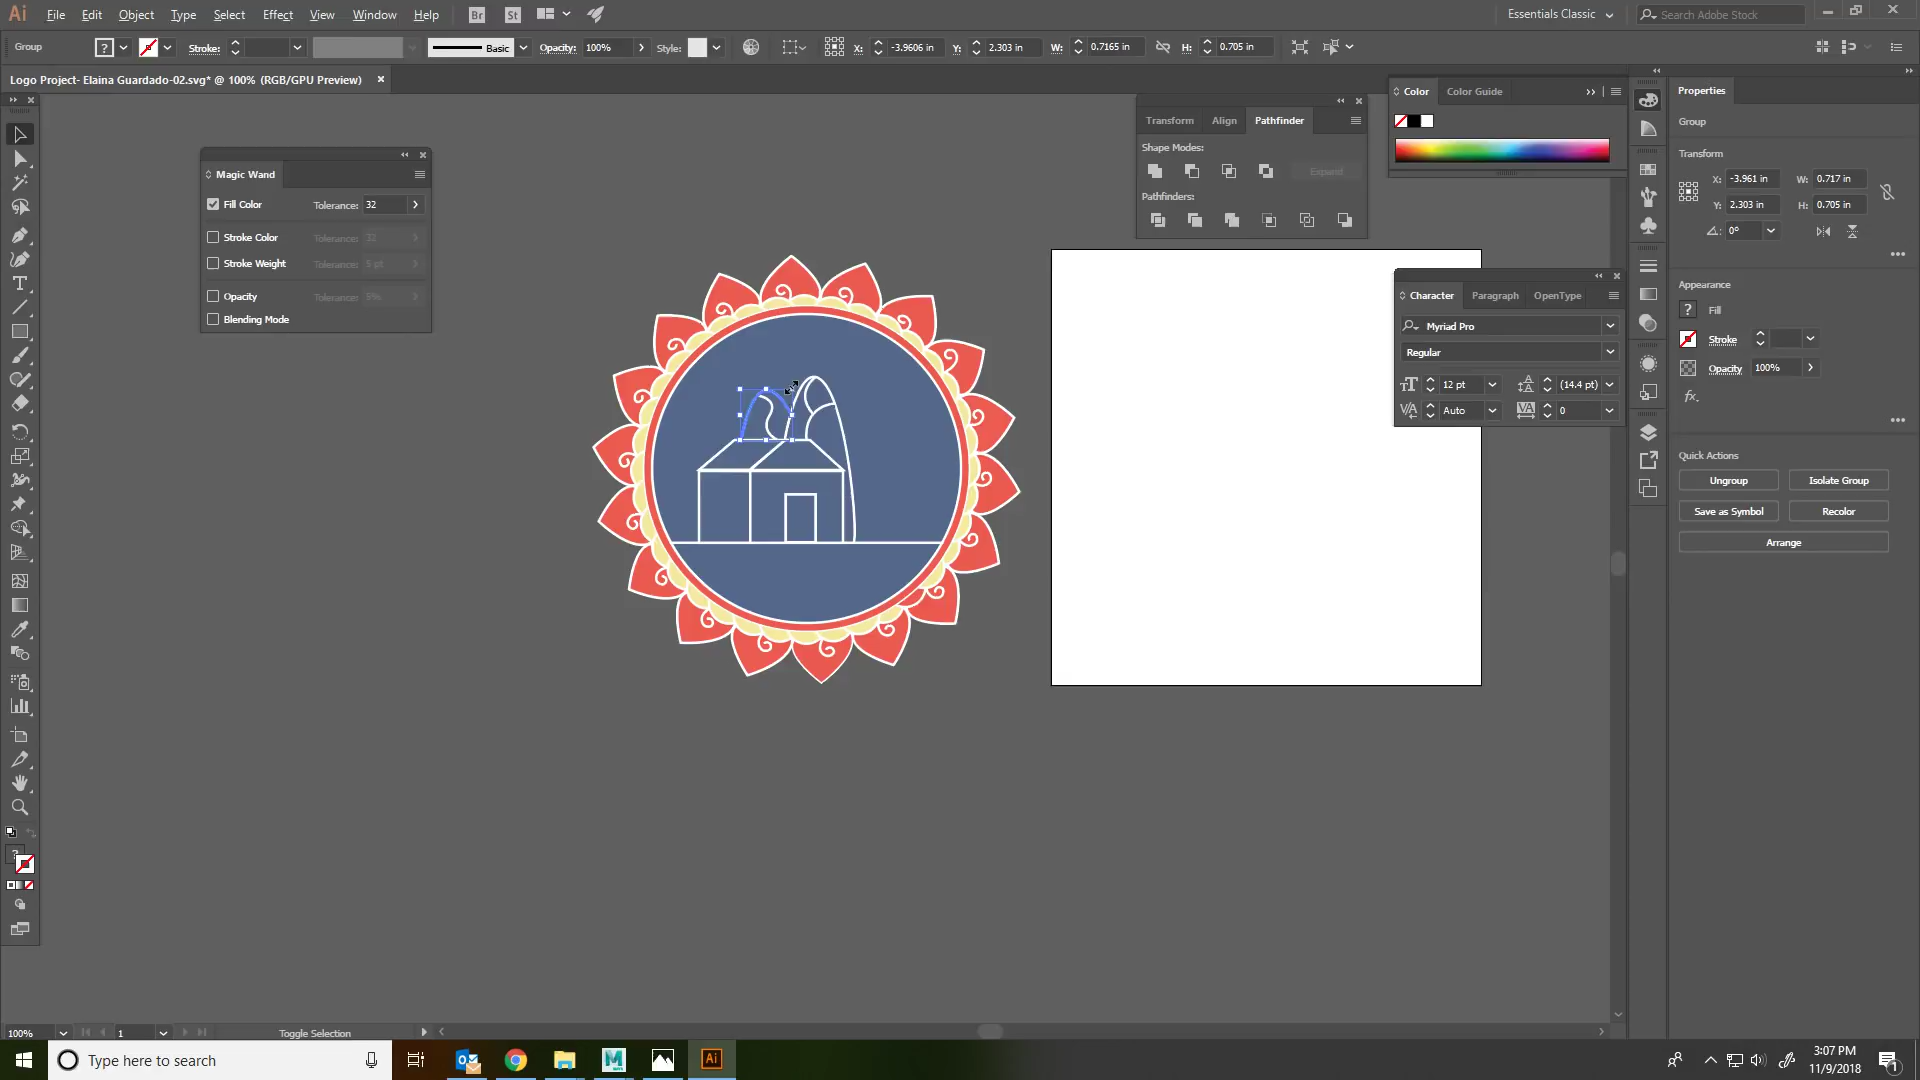 Ai File Edit Object Type Select Effect View Window Help Br St Essentials Classic Search Adobe Stock
Group ? Stroke: Basic Opacity: 100% Style: X: -3.9606 in Y: 2.303 in W: 0.7165 in H: 0.705 in
Logo Project- Elaina Guardado-02.svg* @ 100% (RGB/GPU Preview)
Magic Wand
Fill Color Tolerance: 32
Stroke Color Tolerance: 32
Stroke Weight Tolerance: 5 pt
Opacity Tolerance: 5%
Blending Mode
Transform Align Pathfinder
Shape Modes:
Expand
Pathfinders:
Color Color Guide
Character Paragraph OpenType
Myriad Pro
Regular
12 pt (14.4 pt)
Auto 0
Properties
Group
Transform
X: -3.961 in W: 0.717 in
Y: 2.303 in H: 0.705 in
0°
Appearance
? Fill
Stroke
Opacity 100%
fx.
Quick Actions
Ungroup Isolate Group
Save as Symbol Recolor
Arrange
?
100% 1 Toggle Selection
Type here to search
Ai
3:07 PM
11/9/2018
1